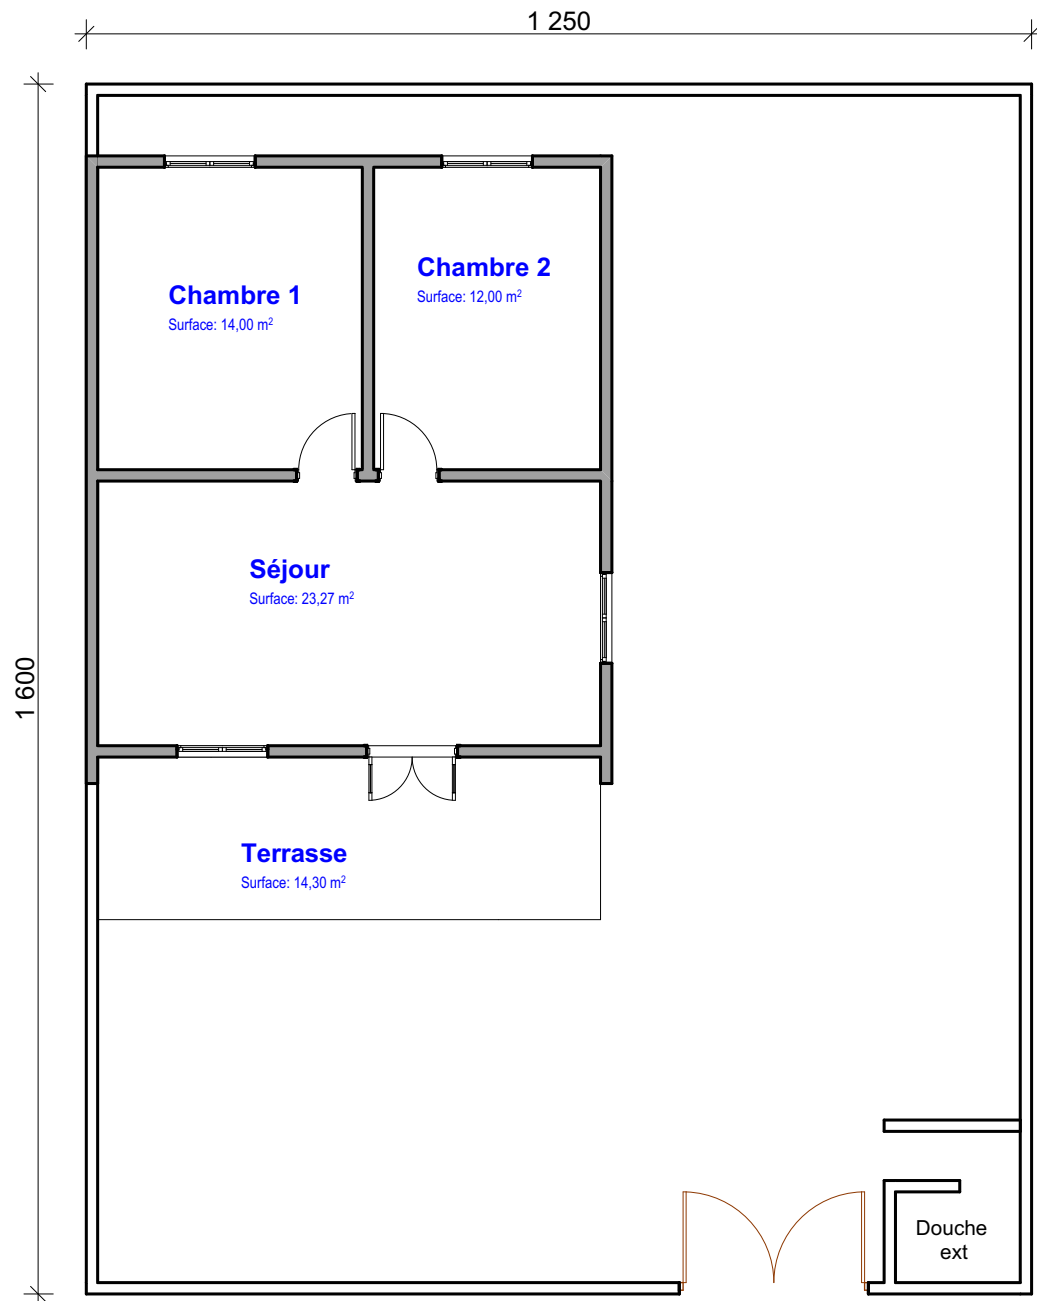 1 250
Chambre 2
Surface: 12,00 m²
Chambre 1
Surface: 14,00 m²
Séjour
Surface: 23,27 m²
1 600
Terrasse
Surface: 14,30 m²
Douche
ext